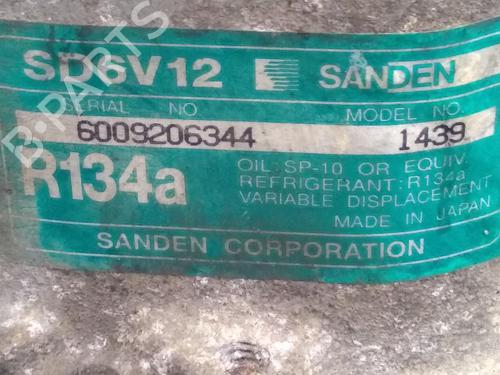 SD6V12 SANDEN
SERIAL NO MODEL NO.
6009206344 1439
R134a
OIL: SP-10 OR EQUIV.
REFRIGERANT: R134a
VARIABLE DISPLACEMENT
MADE IN JAPAN
SANDEN CORPORATION
B-PARTS